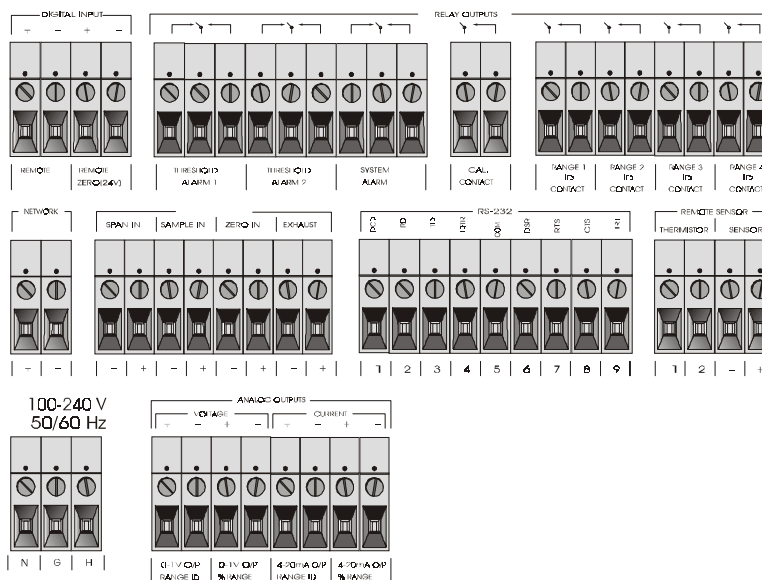 DIGITAL INPUT
+ − + −
RELAY OUTPUTS
REMOTE
REMOTE
ZERO(24V)
THRESHOLD
ALARM 1
THRESHOLD
ALARM 2
SYSTEM
ALARM
CAL.
CONTACT
RANGE 1
ID
CONTACT
RANGE 2
ID
CONTACT
RANGE 3
ID
CONTACT
RANGE 4
ID
CONTACT
NETWORK
+ −
SPAN IN
SAMPLE IN
ZERO IN
EXHAUST
− + − + − + − +
RS-232
DCD
RD
TD
DTR
COM
DSR
RTS
CTS
1 2 3 4 5 6 7 8 9
REMOTE SENSOR
THERMISTOR
SENSOR
1 2 − +
100-240 V
50/60 Hz
N G H
ANALOG OUTPUTS
VOLTAGE
CURRENT
+ − + − + − + −
0-1V O/P
RANGE ID
0-1V O/P
% RANGE
4-20mA O/P
RANGE ID
4-20mA O/P
% RANGE